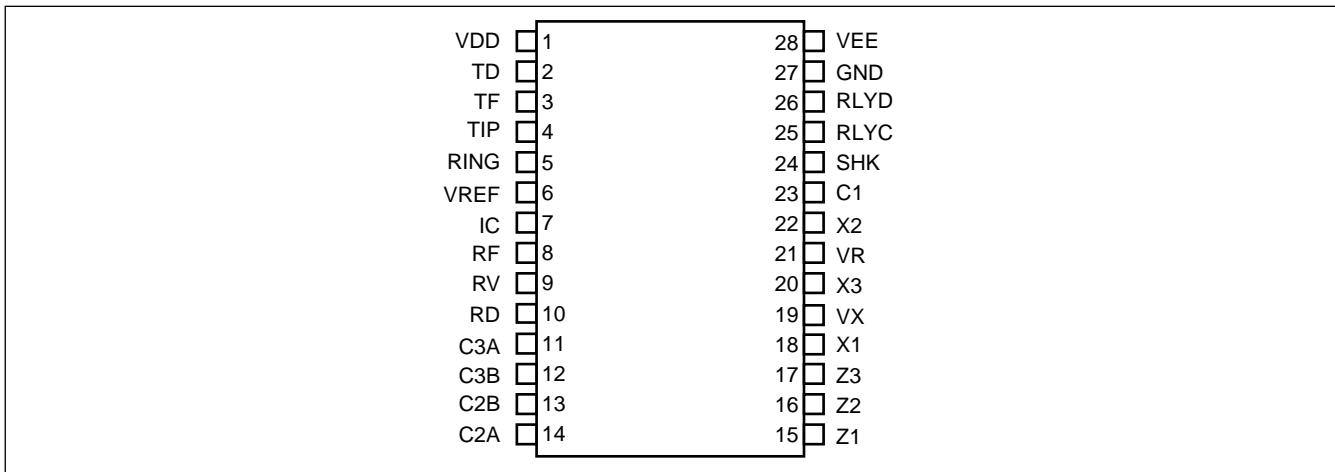 VDD 1 28 VEE
TD 2 27 GND
TF 3 26 RLYD
TIP 4 25 RLYC
RING 5 24 SHK
VREF 6 23 C1
IC 7 22 X2
RF 8 21 VR
RV 9 20 X3
RD 10 19 VX
C3A 11 18 X1
C3B 12 17 Z3
C2B 13 16 Z2
C2A 14 15 Z1